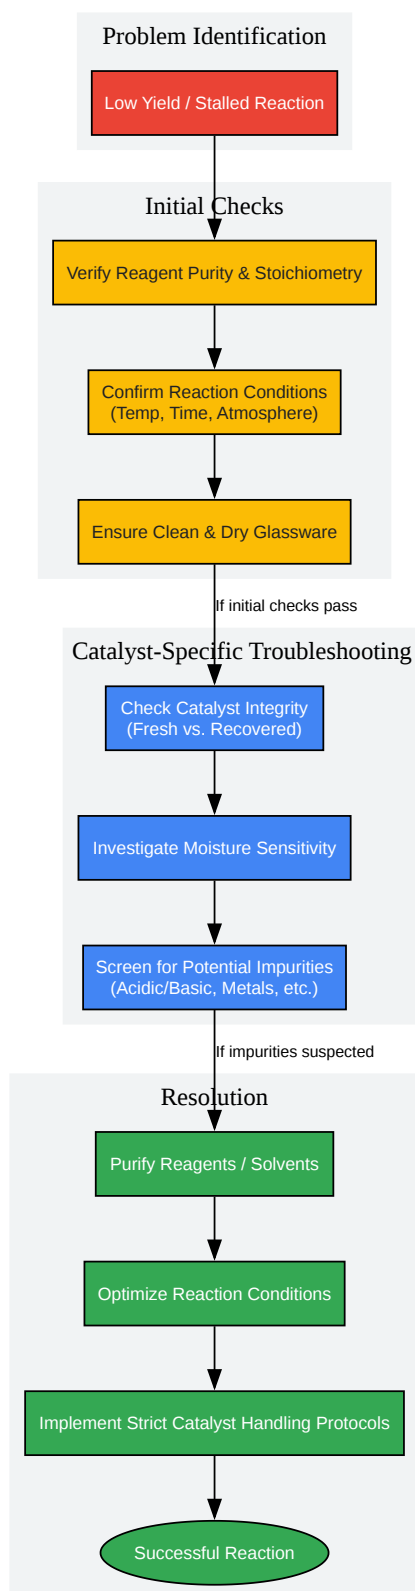 Problem Identification
Low Yield / Stalled Reaction
Initial Checks
Verify Reagent Purity & Stoichiometry
Confirm Reaction Conditions
(Temp, Time, Atmosphere)
Ensure Clean & Dry Glassware
If initial checks pass
Catalyst-Specific Troubleshooting
Check Catalyst Integrity
(Fresh vs. Recovered)
Investigate Moisture Sensitivity
Screen for Potential Impurities
(Acidic/Basic, Metals, etc.)
If impurities suspected
Resolution
Purify Reagents / Solvents
Optimize Reaction Conditions
Implement Strict Catalyst Handling Protocols
Successful Reaction